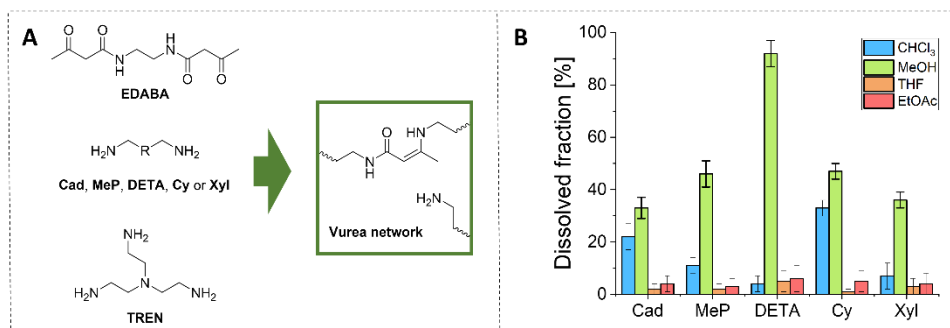 A
O
O
H
N
N
H
O
O
EDABA
H₂N
R
NH₂
Cad, MeP, DETA, Cy or Xyl
NH₂
H₂N
N
NH₂
TREN
O
HN
N
H
NH₂
Vurea network
B
Dissolved fraction [%]
100
80
60
40
20
0
CHCl₃
MeOH
THF
EtOAc
Cad MeP DETA Cy Xyl